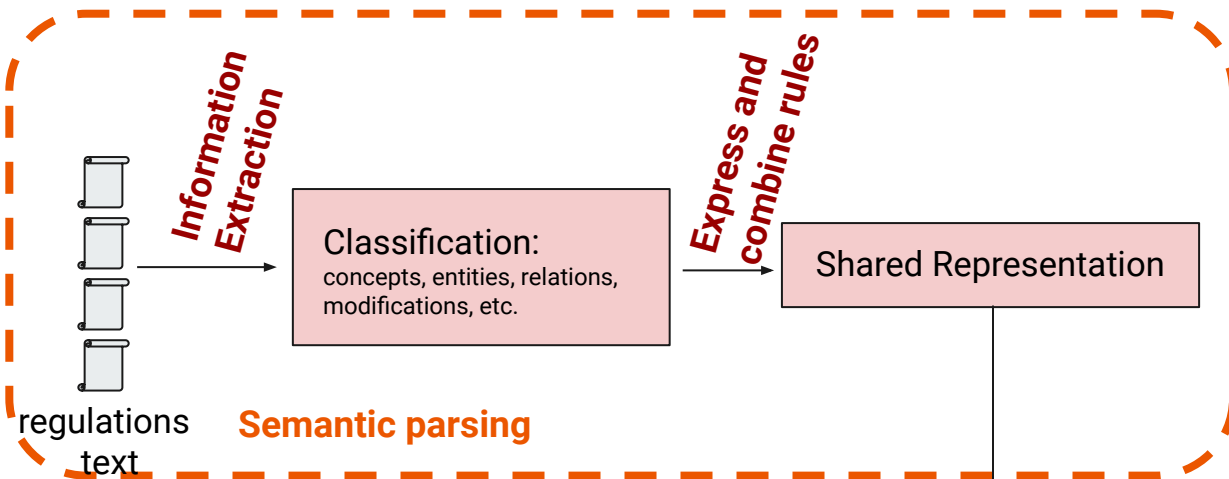 Information
Extraction
Express and
combine rules
Classification:
concepts, entities, relations,
modifications, etc.
Shared Representation
regulations
text
Semantic parsing